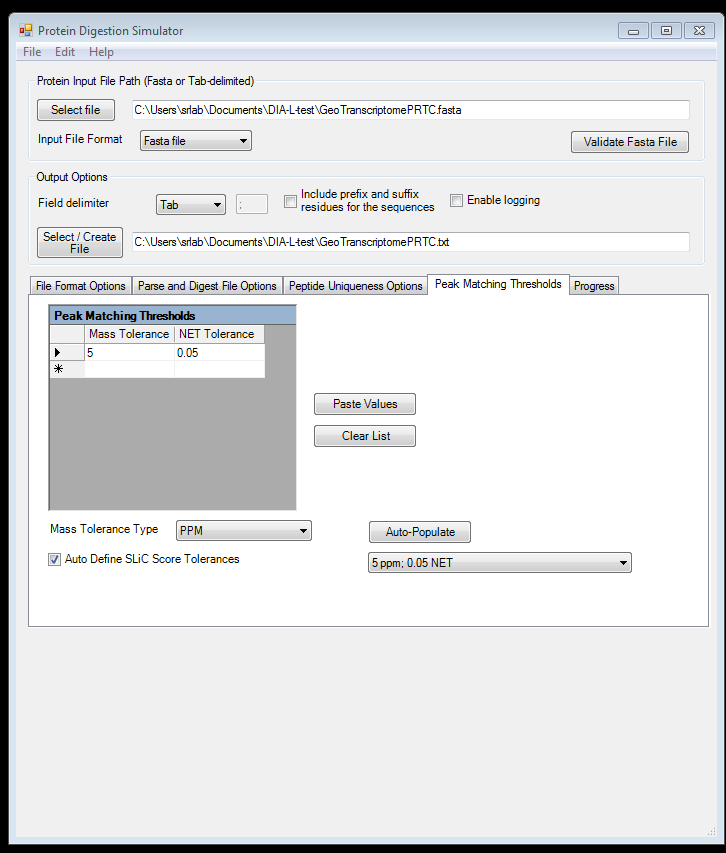 Protein Digestion Simulator
File Edit Help
Protein Input File Path (Fasta or Tab-delimited)
Select file
C:\Users\srlab\Documents\DIA-L-test\GeoTranscriptomePRTC.fasta
Input File Format
Fasta file
Validate Fasta File
Output Options
Field delimiter
Tab
;
Include prefix and suffix
residues for the sequences
Enable logging
Select / Create
File
C:\Users\srlab\Documents\DIA-L-test\GeoTranscriptomePRTC.txt
File Format Options
Parse and Digest File Options
Peptide Uniqueness Options
Peak Matching Thresholds
Progress
Peak Matching Thresholds
Mass Tolerance NET Tolerance
5 0.05
Paste Values
Clear List
Mass Tolerance Type
PPM
Auto-Populate
Auto Define SLiC Score Tolerances
5 ppm; 0.05 NET